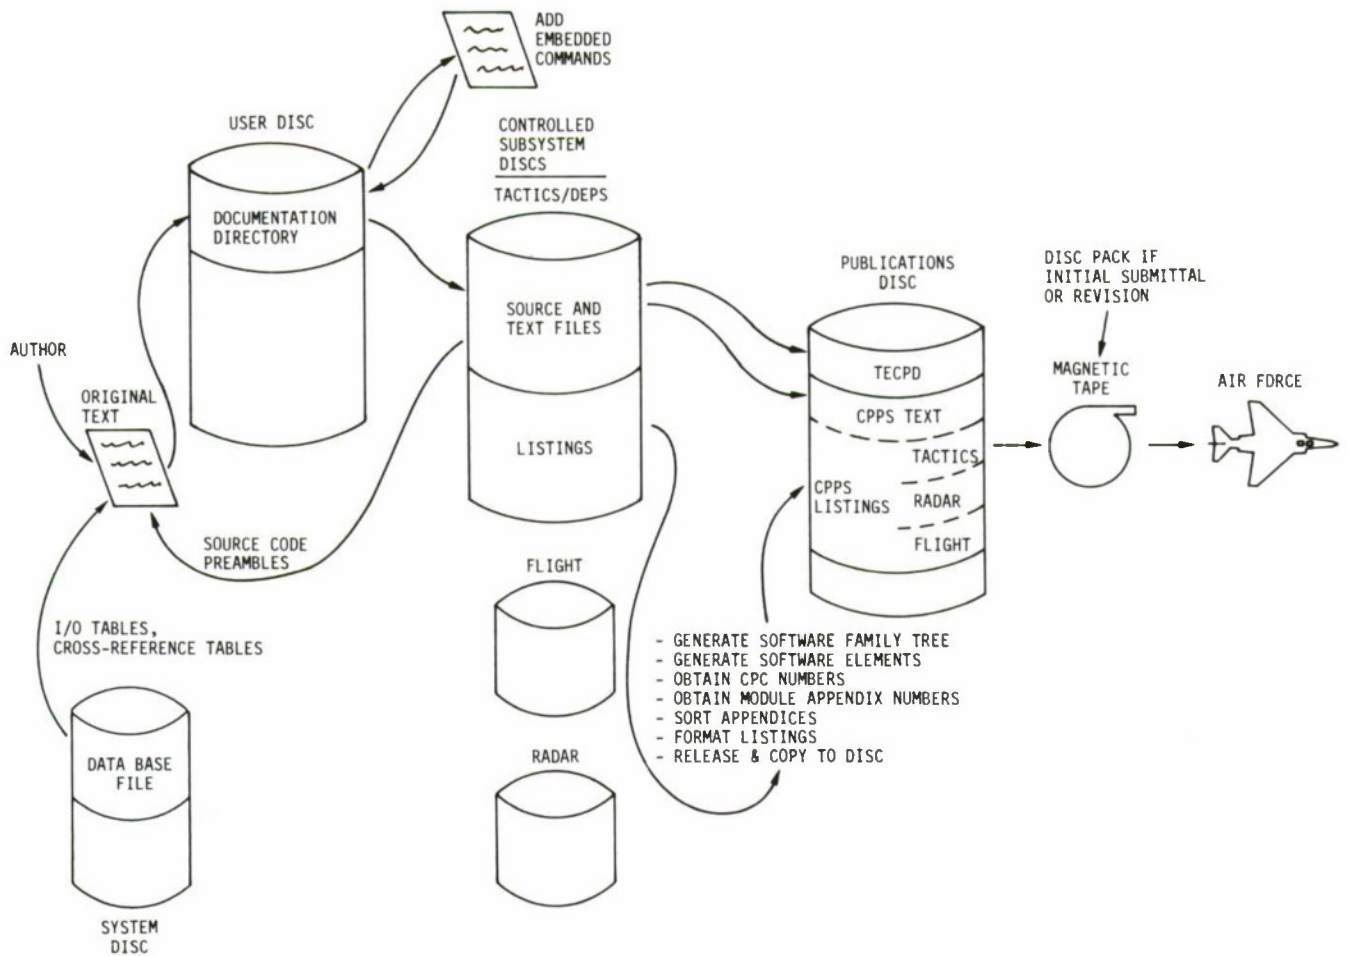 ADD
EMBEDDED
COMMANDS
USER DISC
CONTROLLED
SUBSYSTEM
DISCS
TACTICS/DEPS
DOCUMENTATION
DIRECTORY
SOURCE AND
TEXT FILES
LISTINGS
AUTHOR
ORIGINAL
TEXT
SOURCE CODE
PREAMBLES
I/O TABLES,
CROSS-REFERENCE TABLES
DATA BASE
FILE
SYSTEM
DISC
FLIGHT
RADAR
- GENERATE SOFTWARE FAMILY TREE
- GENERATE SOFTWARE ELEMENTS
- OBTAIN CPC NUMBERS
- OBTAIN MODULE APPENDIX NUMBERS
- SORT APPENDICES
- FORMAT LISTINGS
- RELEASE & COPY TO DISC
PUBLICATIONS
DISC
TECPD
CPPS TEXT
TACTICS
CPPS
LISTINGS
RADAR
FLIGHT
DISC PACK IF
INITIAL SUBMITTAL
OR REVISION
MAGNETIC
TAPE
AIR FORCE